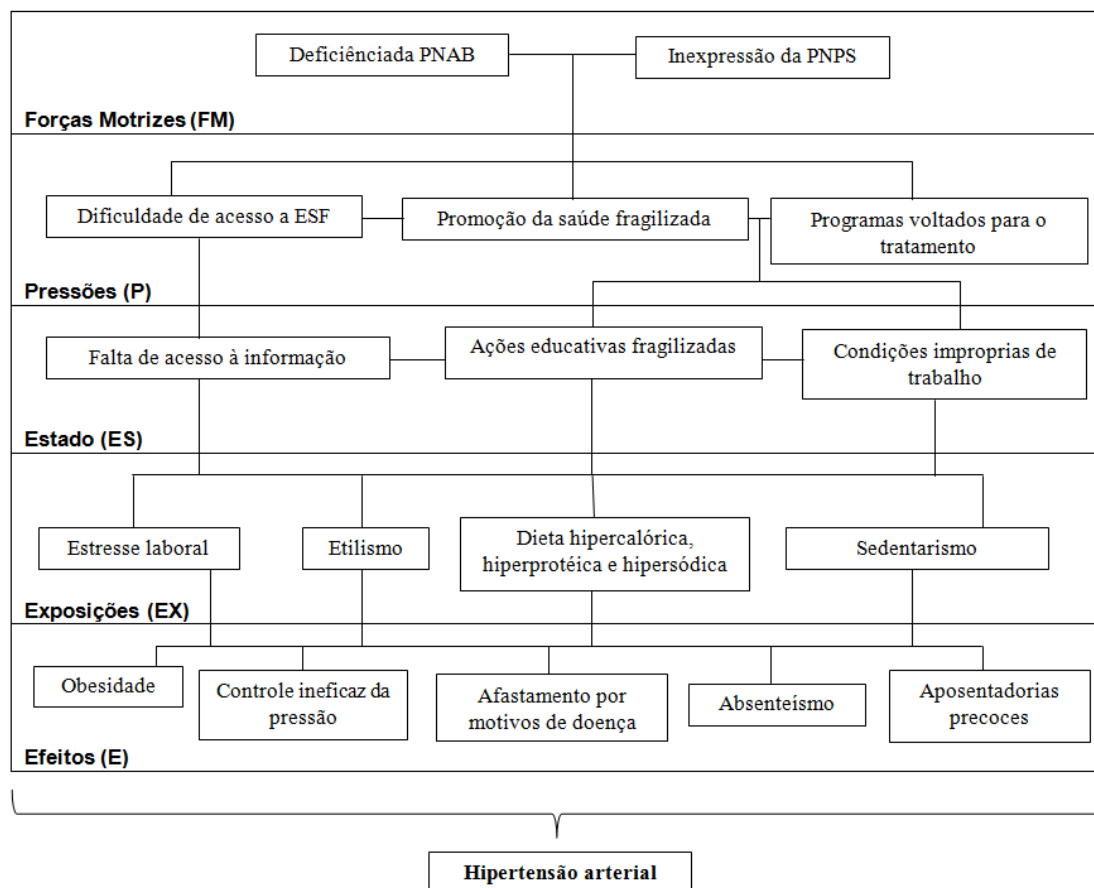 Deficiênciada PNAB
Inexpressão da PNPS
Forças Motrizes (FM)
Dificuldade de acesso a ESF
Promoção da saúde fragilizada
Programas voltados para o
tratamento
Pressões (P)
Falta de acesso à informação
Ações educativas fragilizadas
Condições improprias de
trabalho
Estado (ES)
Estresse laboral
Etilismo
Dieta hipercalórica,
hiperprotéica e hipersódica
Sedentarismo
Exposições (EX)
Obesidade
Controle ineficaz da
pressão
Afastamento por
motivos de doença
Absenteísmo
Aposentadorias
precoces
Efeitos (E)
Hipertensão arterial